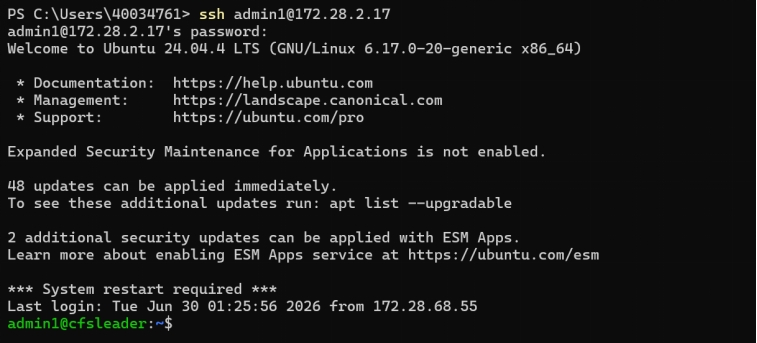 PS C:\Users\40034761> ssh admin1@172.28.2.17
admin1@172.28.2.17's password:
Welcome to Ubuntu 24.04.4 LTS (GNU/Linux 6.17.0-20-generic x86_64)
* Documentation:  https://help.ubuntu.com
* Management:     https://landscape.canonical.com
* Support:        https://ubuntu.com/pro
Expanded Security Maintenance for Applications is not enabled.
48 updates can be applied immediately.
To see these additional updates run: apt list --upgradable
2 additional security updates can be applied with ESM Apps.
Learn more about enabling ESM Apps service at https://ubuntu.com/esm
*** System restart required ***
Last login: Tue Jun 30 01:25:56 2026 from 172.28.68.55
admin1@cfsleader:~$